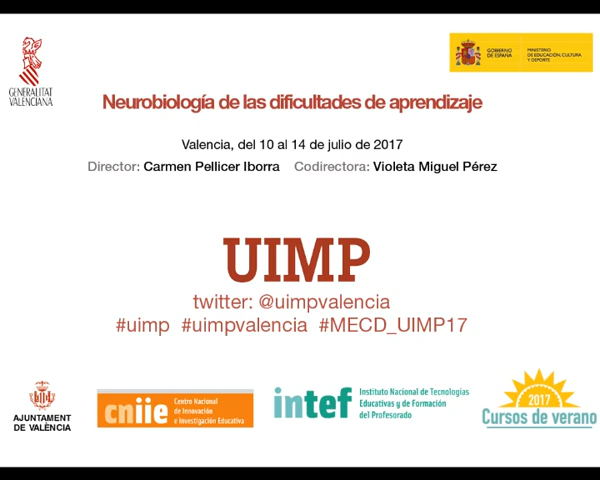 GENERALITAT
VALENCIANA
GOBIERNO
DE ESPAÑA
MINISTERIO
DE EDUCACIÓN, CULTURA
Y DEPORTE
Neurobiología de las dificultades de aprendizaje
Valencia, del 10 al 14 de julio de 2017
Director: Carmen Pellicer Iborra Codirectora: Violeta Miguel Pérez
UIMP
twitter: @uimpvalencia
#uimp #uimpvalencia #MECD_UIMP17
AJUNTAMENT
DE VALÈNCIA
cniie
Centro Nacional
de Innovación
e Investigación Educativa
intef
Instituto Nacional de Tecnologías
Educativas y de Formación
del Profesorado
2017
Cursos de verano